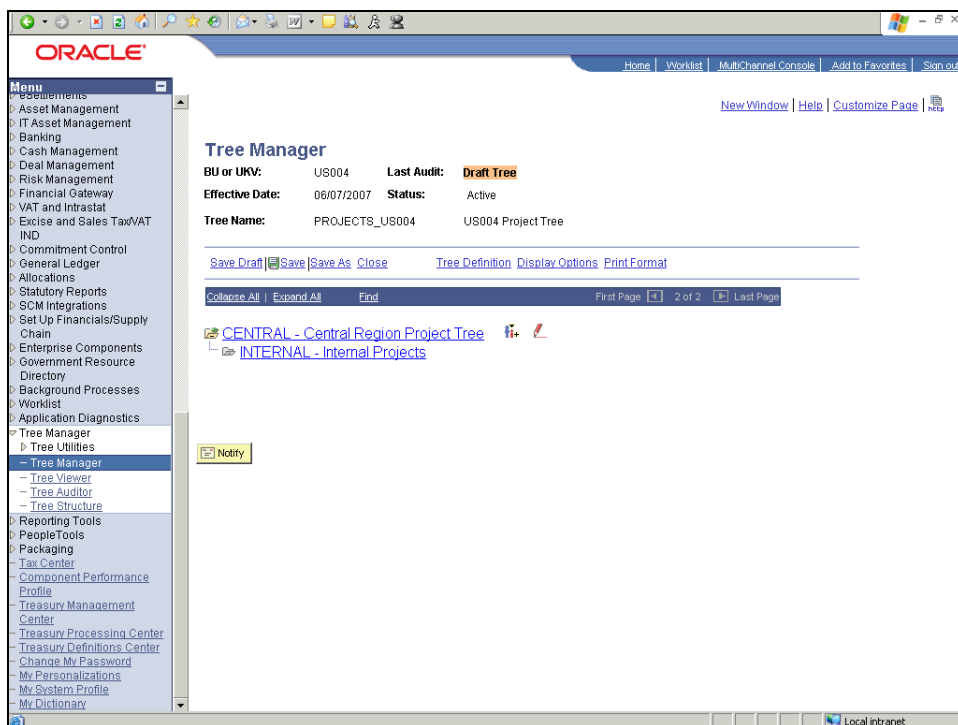 ORACLE
Home | Worklist | MultiChannel Console | Add to Favorites | Sign out
Menu
eSettlements
Asset Management
IT Asset Management
Banking
Cash Management
Deal Management
Risk Management
Financial Gateway
VAT and Intrastat
Excise and Sales Tax/VAT
IND
Commitment Control
General Ledger
Allocations
Statutory Reports
SCM Integrations
Set Up Financials/Supply
Chain
Enterprise Components
Government Resource
Directory
Background Processes
Worklist
Application Diagnostics
Tree Manager
Tree Utilities
– Tree Manager
– Tree Viewer
– Tree Auditor
– Tree Structure
Reporting Tools
PeopleTools
Packaging
– Tax Center
– Component Performance
Profile
– Treasury Management
Center
– Treasury Processing Center
– Treasury Definitions Center
– Change My Password
– My Personalizations
– My System Profile
– My Dictionary
New Window | Help | Customize Page | http
Tree Manager
BU or UKV: US004 Last Audit: Draft Tree
Effective Date: 06/07/2007 Status: Active
Tree Name: PROJECTS_US004 US004 Project Tree
Save Draft | Save | Save As Close Tree Definition Display Options Print Format
Collapse All | Expand All Find First Page 2 of 2 Last Page
CENTRAL - Central Region Project Tree
INTERNAL - Internal Projects
Notify
Local intranet